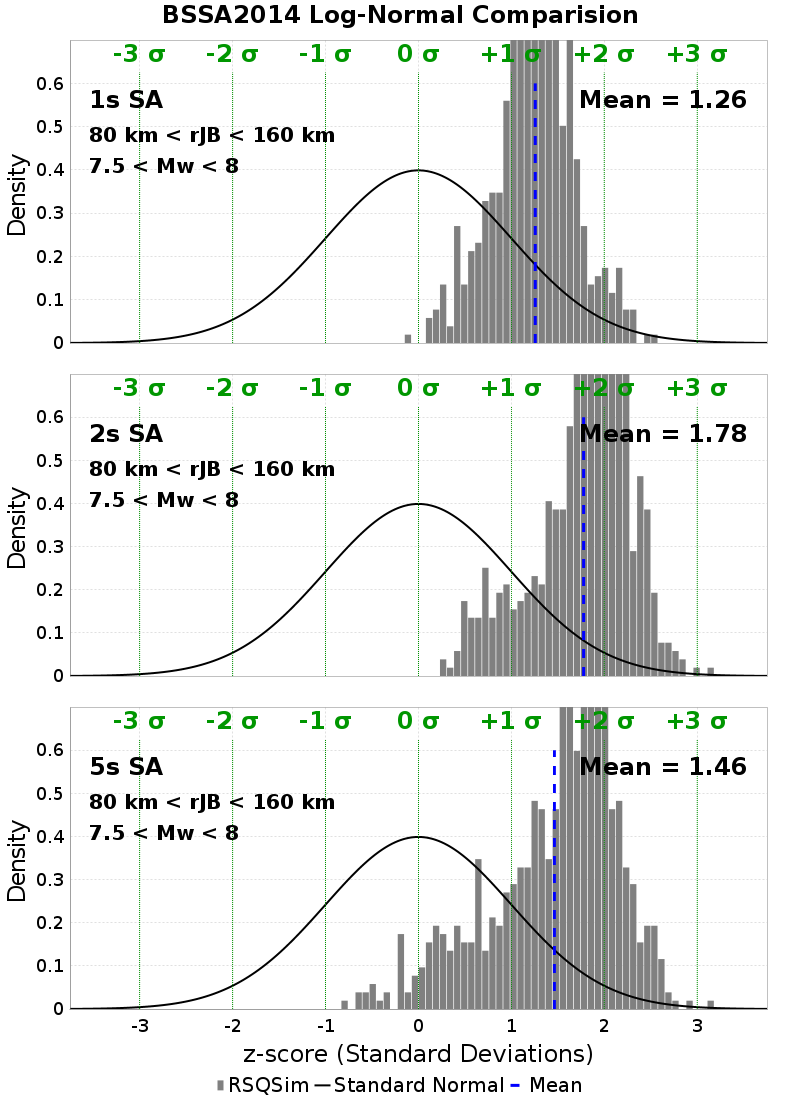 BSSA2014 Log-Normal Comparision
-3 σ -2 σ -1 σ 0 σ +1 σ +2 σ +3 σ
0.6
1s SA Mean = 1.26
0.5
80 km < rJB < 160 km
7.5 < Mw < 8
0.4
0.3
0.2
0.1
0
Density
-3 σ -2 σ -1 σ 0 σ +1 σ +2 σ +3 σ
0.6
2s SA Mean = 1.78
0.5
80 km < rJB < 160 km
7.5 < Mw < 8
0.4
0.3
0.2
0.1
0
Density
-3 σ -2 σ -1 σ 0 σ +1 σ +2 σ +3 σ
0.6
5s SA Mean = 1.46
0.5
80 km < rJB < 160 km
7.5 < Mw < 8
0.4
0.3
0.2
0.1
0
Density
-3 -2 -1 0 1 2 3
z-score (Standard Deviations)
RSQSim Standard Normal Mean